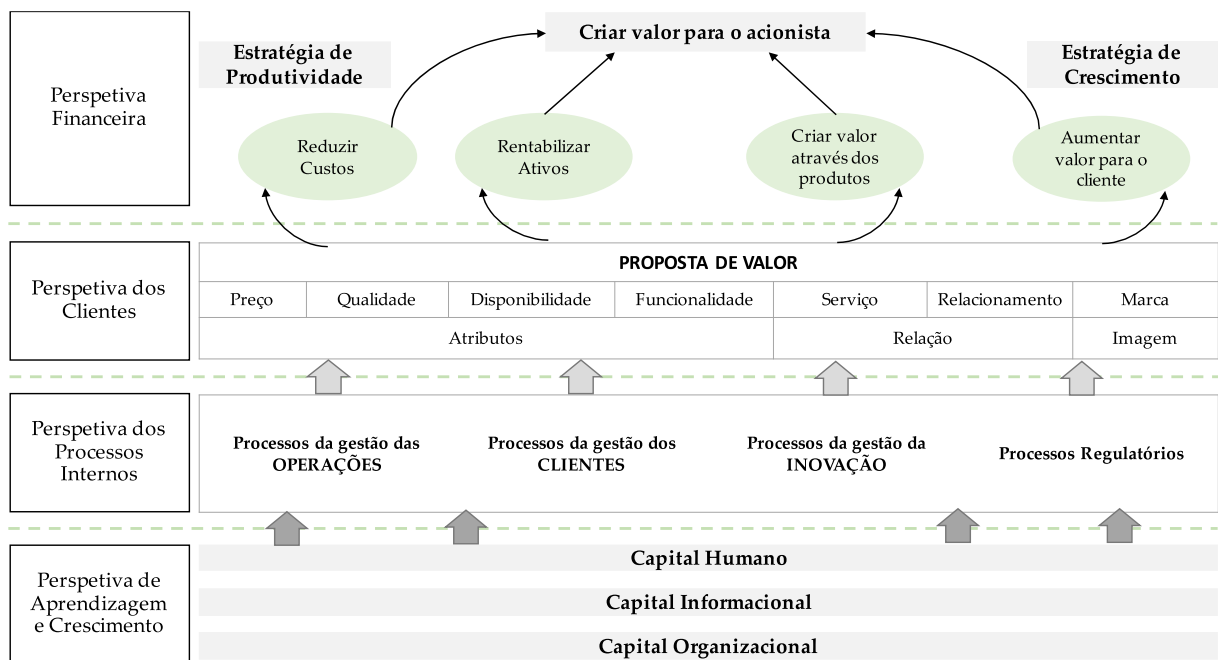 Criar valor para o acionista
Estratégia de
Produtividade
Estratégia de
Crescimento
Perspetiva
Financeira
Reduzir
Custos
Rentabilizar
Ativos
Criar valor
através dos
produtos
Aumentar
valor para o
cliente
Perspetiva dos
Clientes
PROPOSTA DE VALOR
Preço
Qualidade
Disponibilidade
Funcionalidade
Serviço
Relacionamento
Marca
Atributos
Relação
Imagem
Perspetiva dos
Processos
Internos
Processos da gestão das
OPERAÇÕES
Processos da gestão dos
CLIENTES
Processos da gestão da
INOVAÇÃO
Processos Regulatórios
Perspetiva de
Aprendizagem
e Crescimento
Capital Humano
Capital Informacional
Capital Organizacional